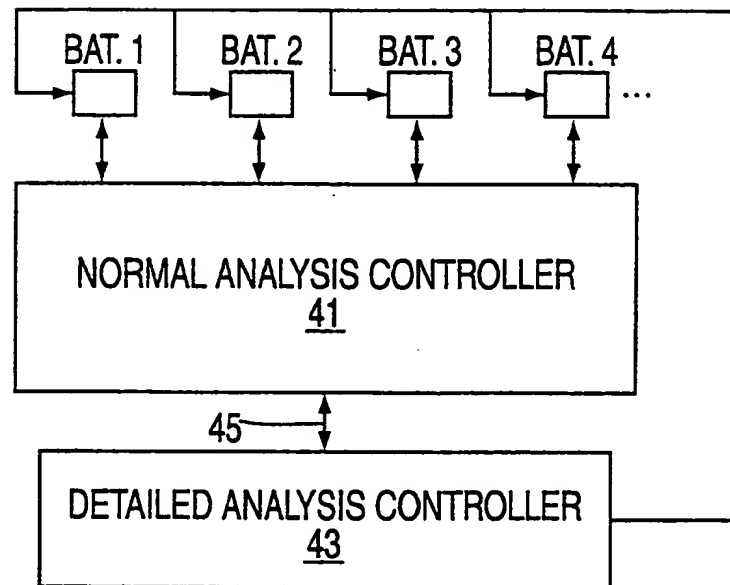 BAT. 1 BAT. 2 BAT. 3 BAT. 4 ...
NORMAL ANALYSIS CONTROLLER
41
45
DETAILED ANALYSIS CONTROLLER
43